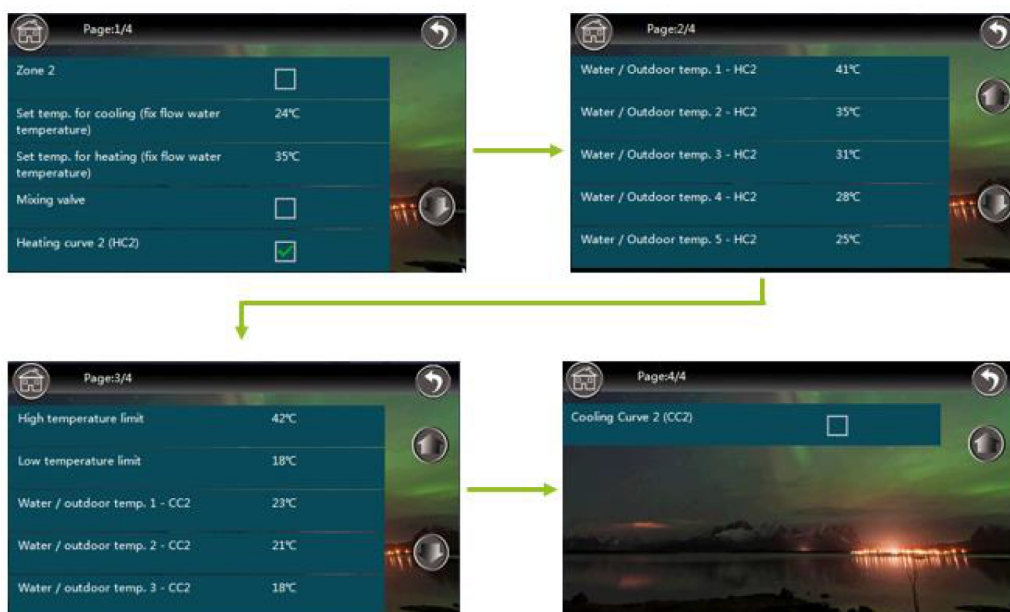 Page:1/4
Zone 2
Set temp. for cooling (fix flow water temperature) 24℃
Set temp. for heating (fix flow water temperature) 35℃
Mixing valve
Heating curve 2 (HC2)
Page:2/4
Water / Outdoor temp. 1 - HC2 41℃
Water / Outdoor temp. 2 - HC2 35℃
Water / Outdoor temp. 3 - HC2 31℃
Water / Outdoor temp. 4 - HC2 28℃
Water / Outdoor temp. 5 - HC2 25℃
Page:3/4
High temperature limit 42℃
Low temperature limit 18℃
Water / outdoor temp. 1 - CC2 23℃
Water / outdoor temp. 2 - CC2 21℃
Water / outdoor temp. 3 - CC2 18℃
Page:4/4
Cooling Curve 2 (CC2)